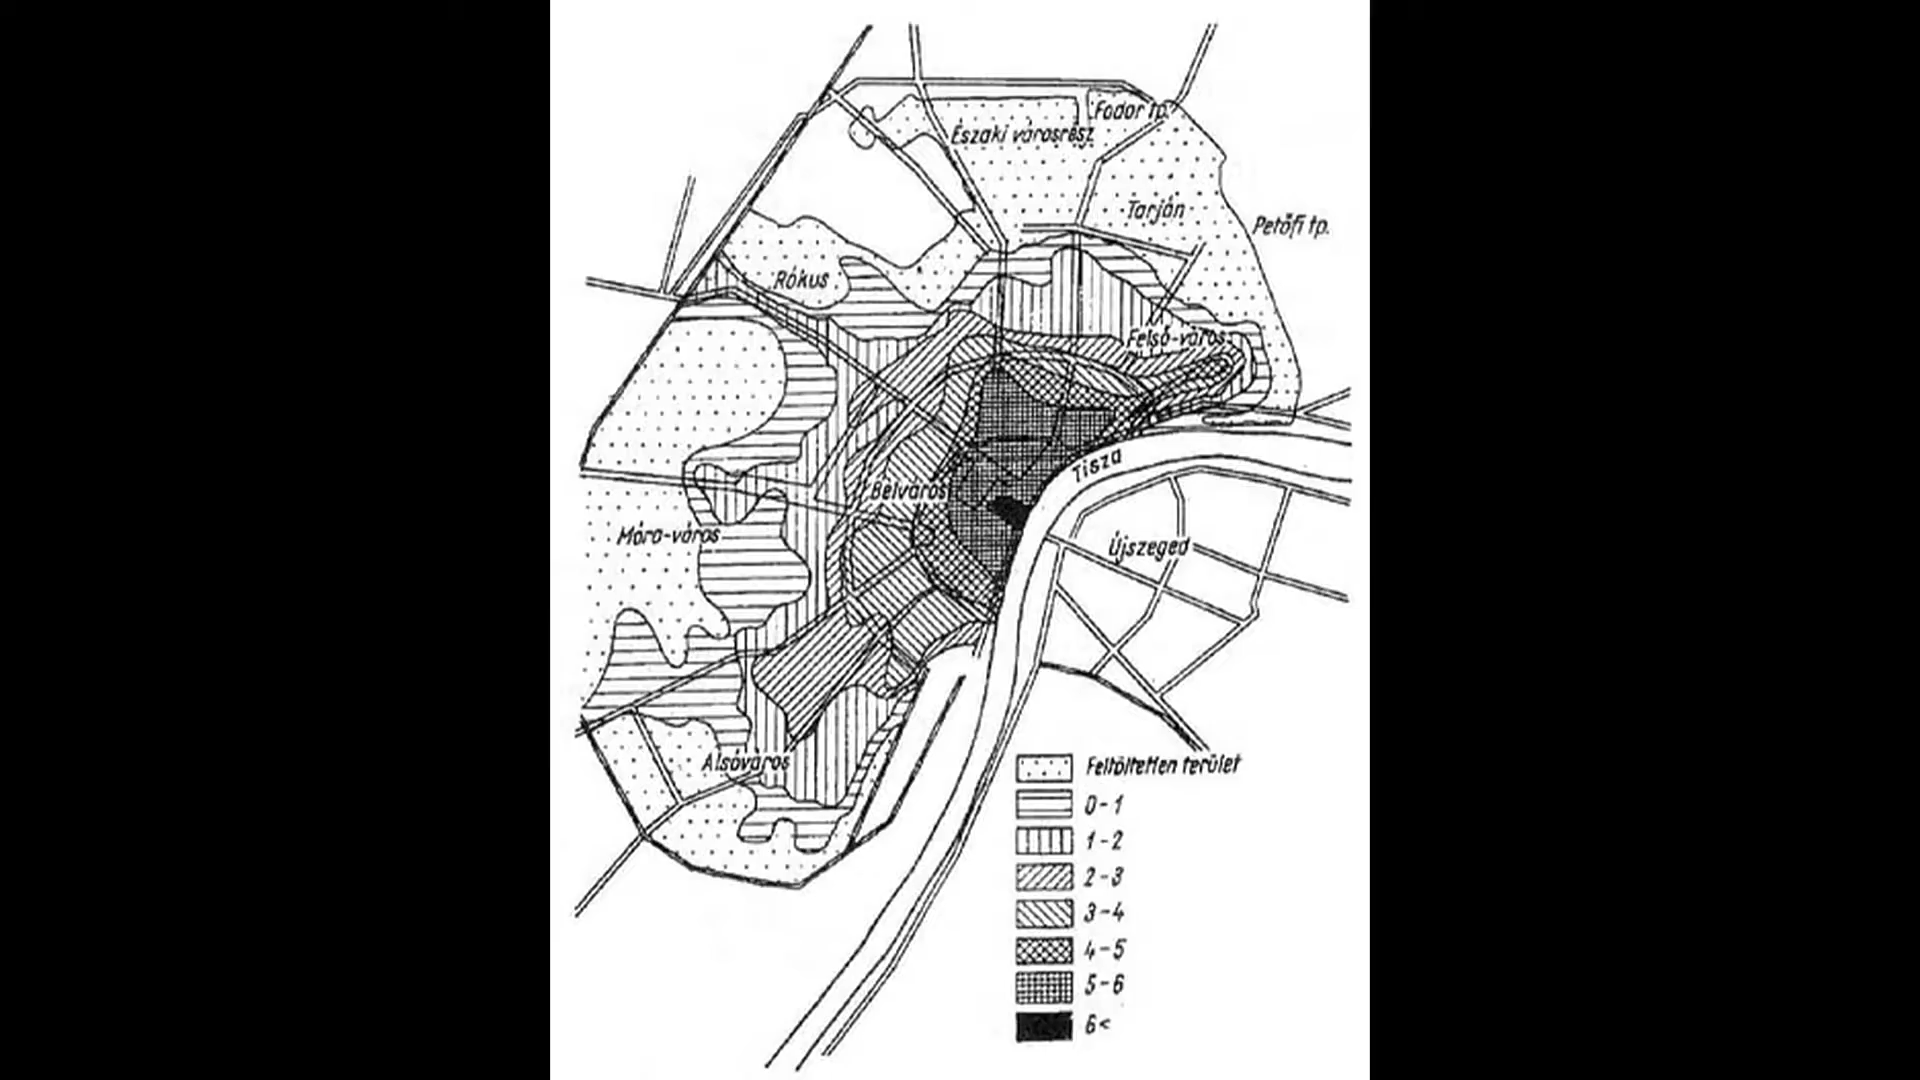 Fodor tp.
Északi városrész
Tarján
Petőfi tp.
Rókus
Felső-város
Tisza
Belváros
Móra-város
Újszeged
Alsóváros
Feltöltetlen terület
0-1
1-2
2-3
3-4
4-5
5-6
6<